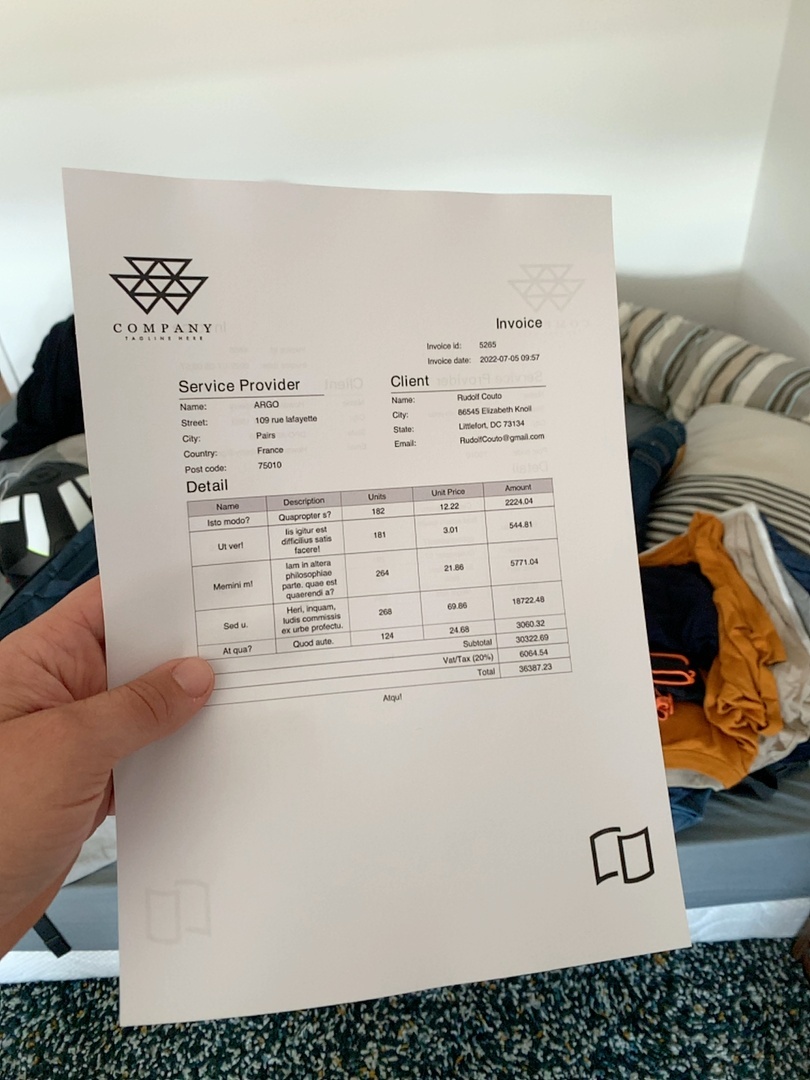 COMPANY
TAGLINE HERE
Invoice
Invoice id: 5265
Invoice date: 2022-07-05 09:57
Service Provider
Name: ARGO
Street: 109 rue lafayette
City: Pairs
Country: France
Post code: 75010
Client
Name: Rudolf Couto
City: 86545 Elizabeth Knoll
State: Littlefort, DC 73134
Email: RudolfCouto@gmail.com
Detail
Name Description Units Unit Price Amount
Isto modo? Quapropter s? 182 12.22 2224.04
Ut ver! Iis igitur est
difficilius satis
facere! 181 3.01 544.81
Memini m! Iam in altera
philosophiae
parte. quae est
quaerendi a? 264 21.86 5771.04
Sed u. Heri, inquam,
ludis commissis
ex urbe profectu. 268 69.86 18722.48
At qua? Quod aute. 124 24.68 3060.32
Subtotal 30322.69
Vat/Tax (20%) 6064.54
Total 36387.23
Atqui